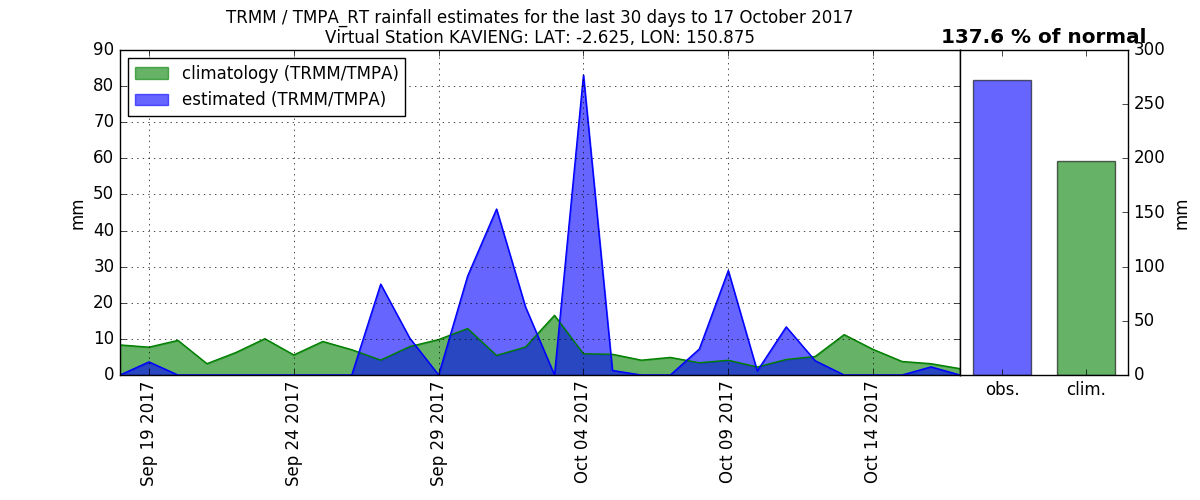 TRMM / TMPA_RT rainfall estimates for the last 30 days to 17 October 2017
Virtual Station KAVIENG: LAT: -2.625, LON: 150.875
137.6 % of normal
climatology (TRMM/TMPA)
estimated (TRMM/TMPA)
90
80
70
60
50
40
30
20
10
0
mm
Sep 19 2017
Sep 24 2017
Sep 29 2017
Oct 04 2017
Oct 09 2017
Oct 14 2017
obs.
clim.
300
250
200
150
100
50
0
mm